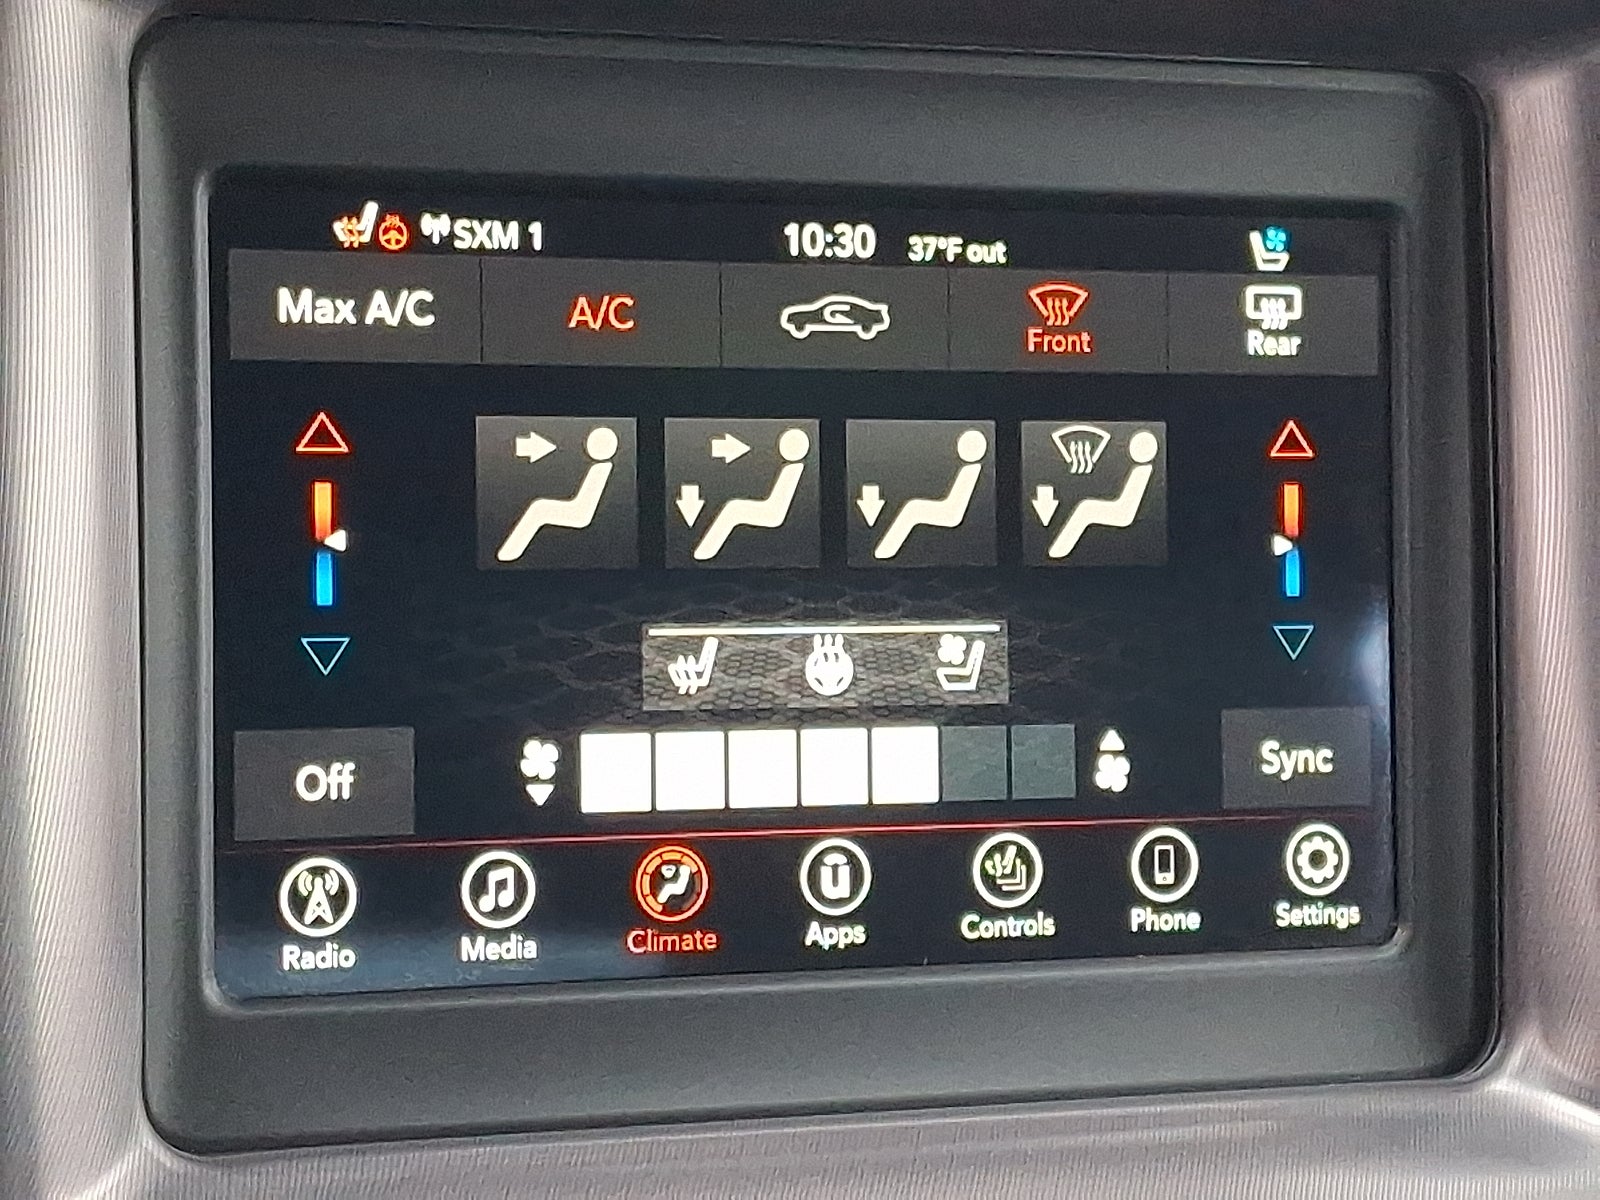 SXM 1 10:30 37°F out
Max A/C A/C Front Rear
Off Sync
Radio Media Climate Apps Controls Phone Settings